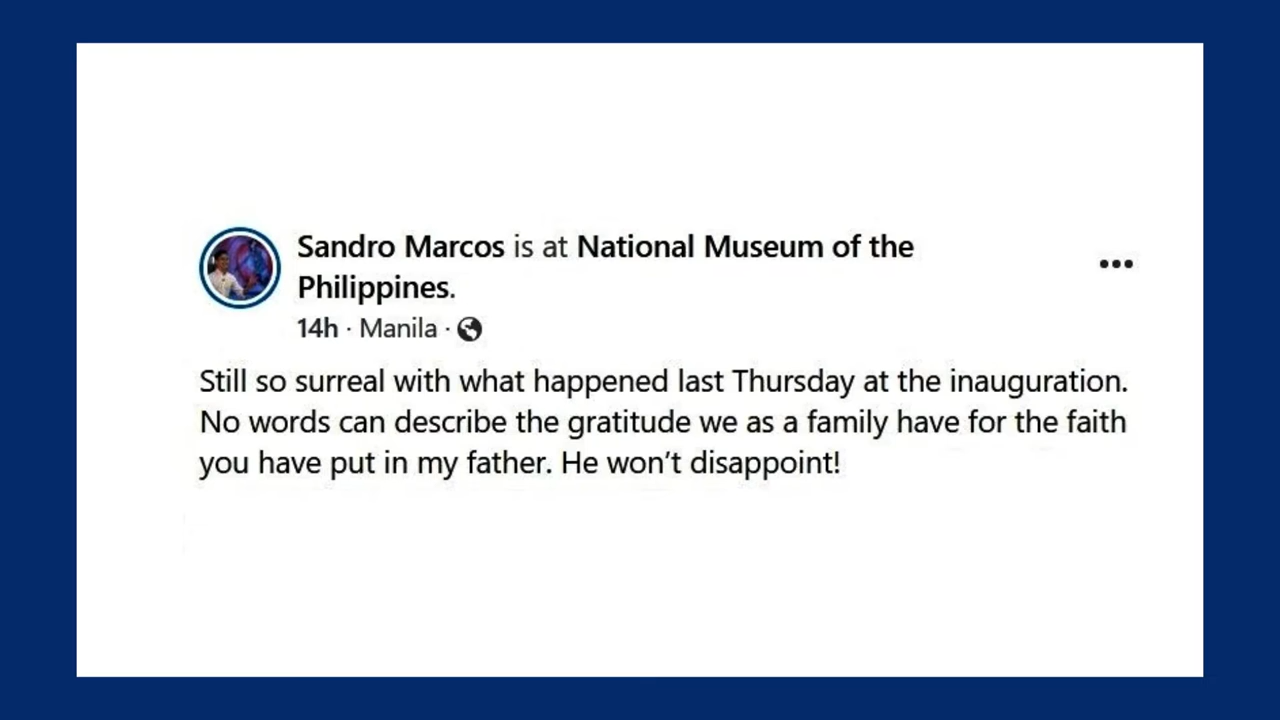 Sandro Marcos is at National Museum of the
Philippines.
14h · Manila ·
Still so surreal with what happened last Thursday at the inauguration.
No words can describe the gratitude we as a family have for the faith
you have put in my father. He won’t disappoint!